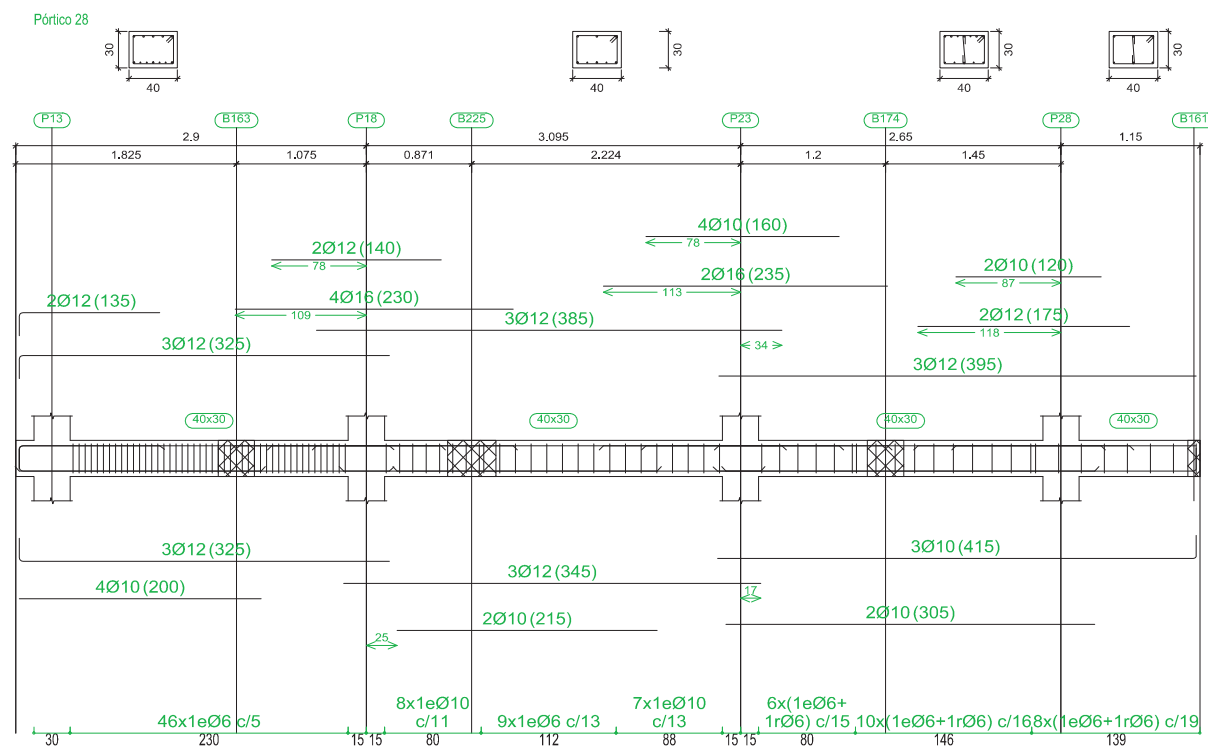 Pórtico 28
30 30 30 30
40 40 40 40
P13 B163 P18 B225 P23 B174 P28 B161
2.9 3.095 2.65 1.15
1.825 1.075 0.871 2.224 1.2 1.45
4Ø10 (160)
78
2Ø12 (140)
78
2Ø16 (235)
113
2Ø10 (120)
87
2Ø12 (135)
4Ø16 (230)
109
3Ø12 (385)
34
2Ø12 (175)
118
3Ø12 (325)
3Ø12 (395)
40x30 40x30 40x30 40x30
3Ø12 (325)
3Ø10 (415)
4Ø10 (200)
3Ø12 (345)
17
2Ø10 (215)
25
2Ø10 (305)
46x1eØ6 c/5
8x1eØ10
c/11
9x1eØ6 c/13
7x1eØ10
c/13
6x(1eØ6+
1rØ6) c/15
10x(1eØ6+1rØ6) c/16
8x(1eØ6+1rØ6) c/19
30 230 15 15 80 112 88 15 15 80 146 139